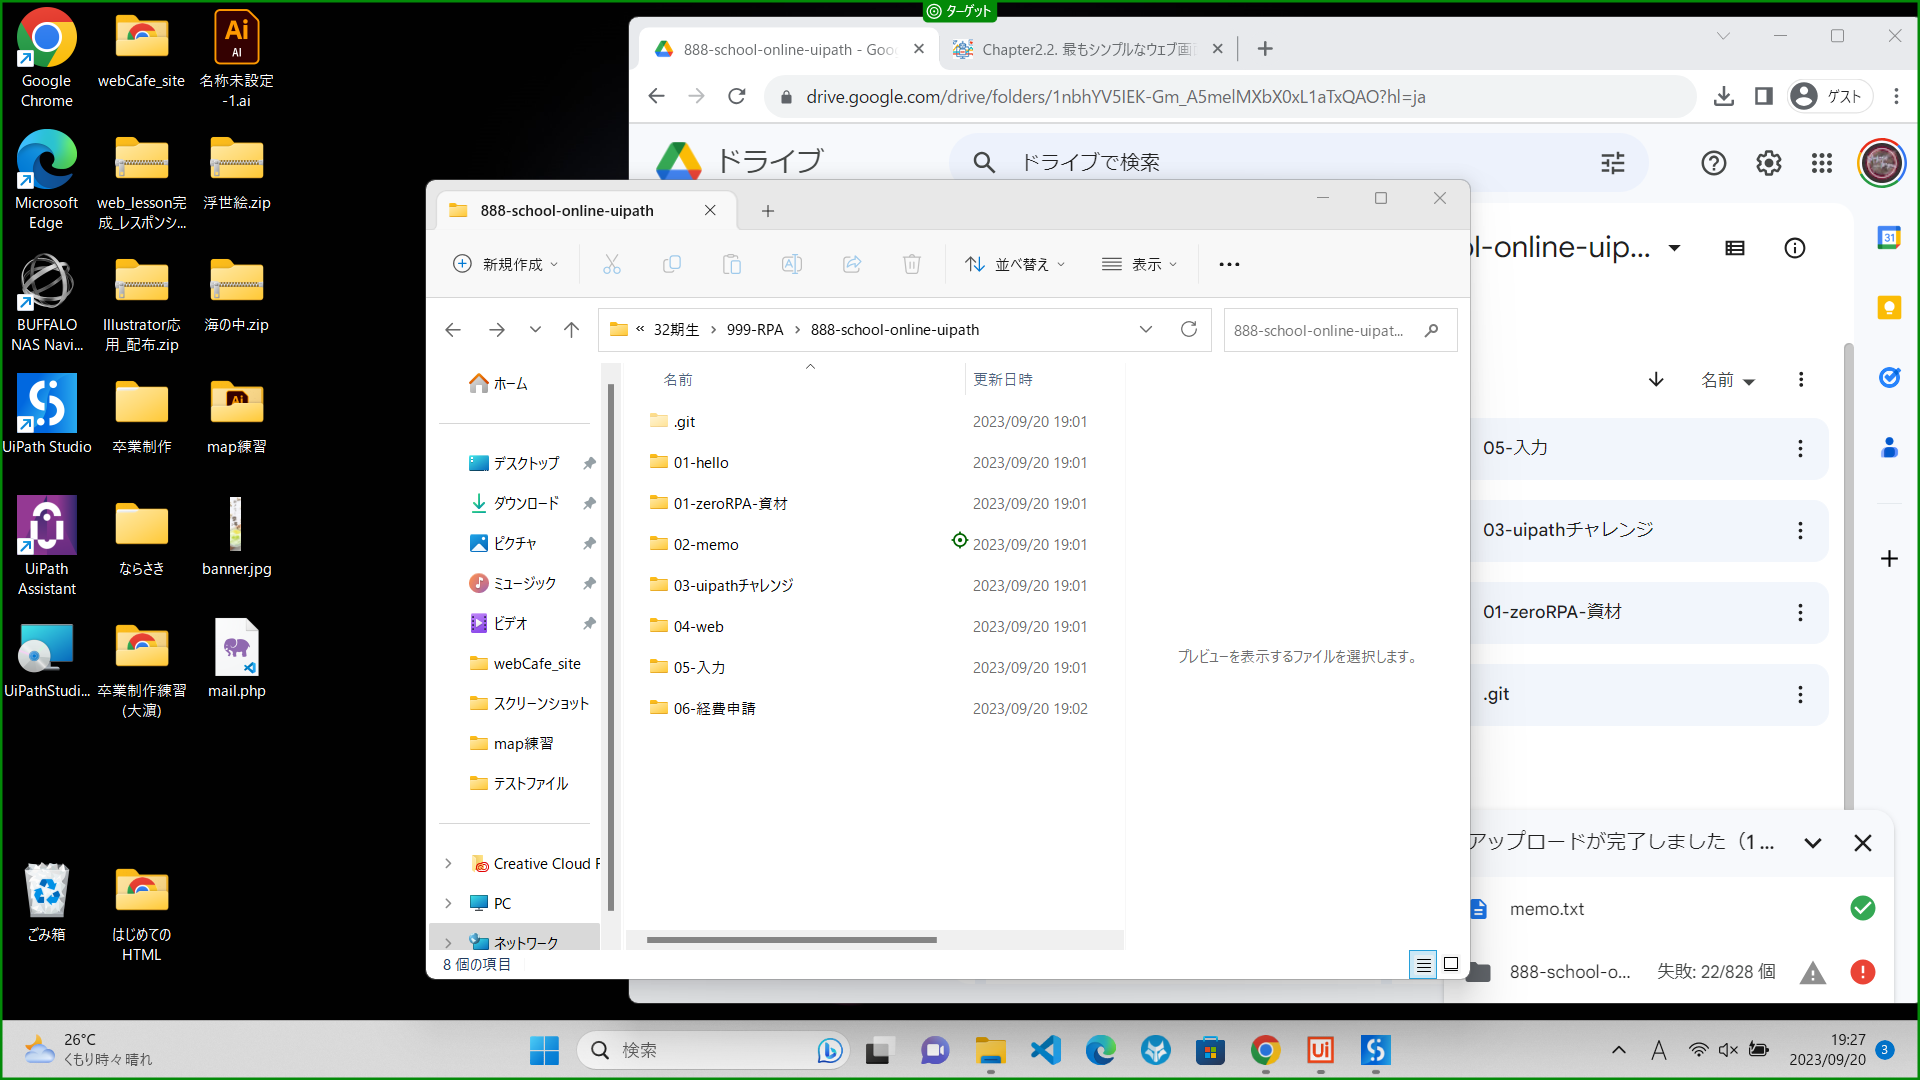 ターゲット
Google
Chrome
webCafe_site
名称未設定
-1.ai
Microsoft
Edge
web_lesson完
成_レスポンシ...
浮世絵.zip
BUFFALO
NAS Navi...
Illustrator応
用_配布.zip
海の中.zip
UiPath Studio
卒業制作
map練習
UiPath
Assistant
ならさき
banner.jpg
UiPathStudi...
卒業制作練習
(大濵)
mail.php
ごみ箱
はじめての
HTML
888-school-online-uipath - Goo
Chapter2.2. 最もシンプルなウェブ画
drive.google.com/drive/folders/1nbhYV5IEK-Gm_A5melMXbX0xL1aTxQAO?hl=ja
ゲスト
ドライブ
ドライブで検索
l-online-uip...
名前
05-入力
03-uipathチャレンジ
01-zeroRPA-資材
.git
アップロードが完了しました（1 ...
memo.txt
888-school-o...
失敗: 22/828 個
888-school-online-uipath
新規作成
並べ替え
表示
« 32期生 › 999-RPA › 888-school-online-uipath
888-school-online-uipat...
ホーム
デスクトップ
ダウンロード
ピクチャ
ミュージック
ビデオ
webCafe_site
スクリーンショット
map練習
テストファイル
Creative Cloud F
PC
ネットワーク
名前 更新日時
.git 2023/09/20 19:01
01-hello 2023/09/20 19:01
01-zeroRPA-資材 2023/09/20 19:01
02-memo 2023/09/20 19:01
03-uipathチャレンジ 2023/09/20 19:01
04-web 2023/09/20 19:01
05-入力 2023/09/20 19:01
06-経費申請 2023/09/20 19:02
プレビューを表示するファイルを選択します。
8 個の項目
26°C
くもり時々晴れ
検索
A
19:27
2023/09/20
3